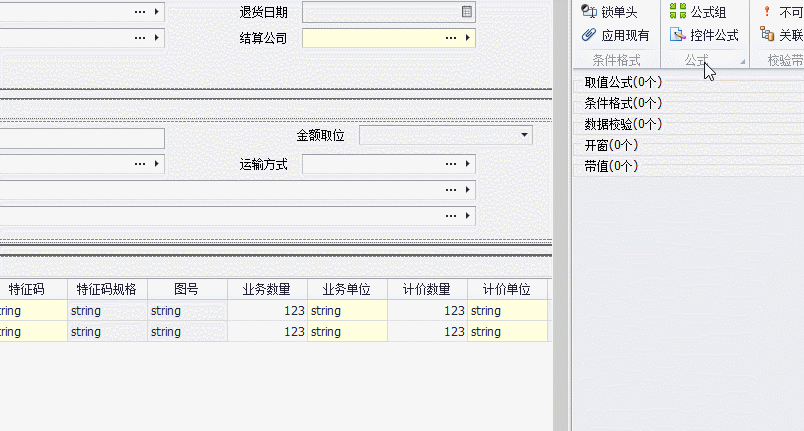 退货日期
结算公司
金额取位
运输方式
特征码 特征码规格 图号 业务数量 业务单位 计价数量 计价单位
tring string string 123 string 123 string
tring string string 123 string 123 string
锁单头 公式组 不可
应用现有 控件公式 关联
条件格式 公式 校验带
取值公式(0个)
条件格式(0个)
数据校验(0个)
开窗(0个)
带值(0个)